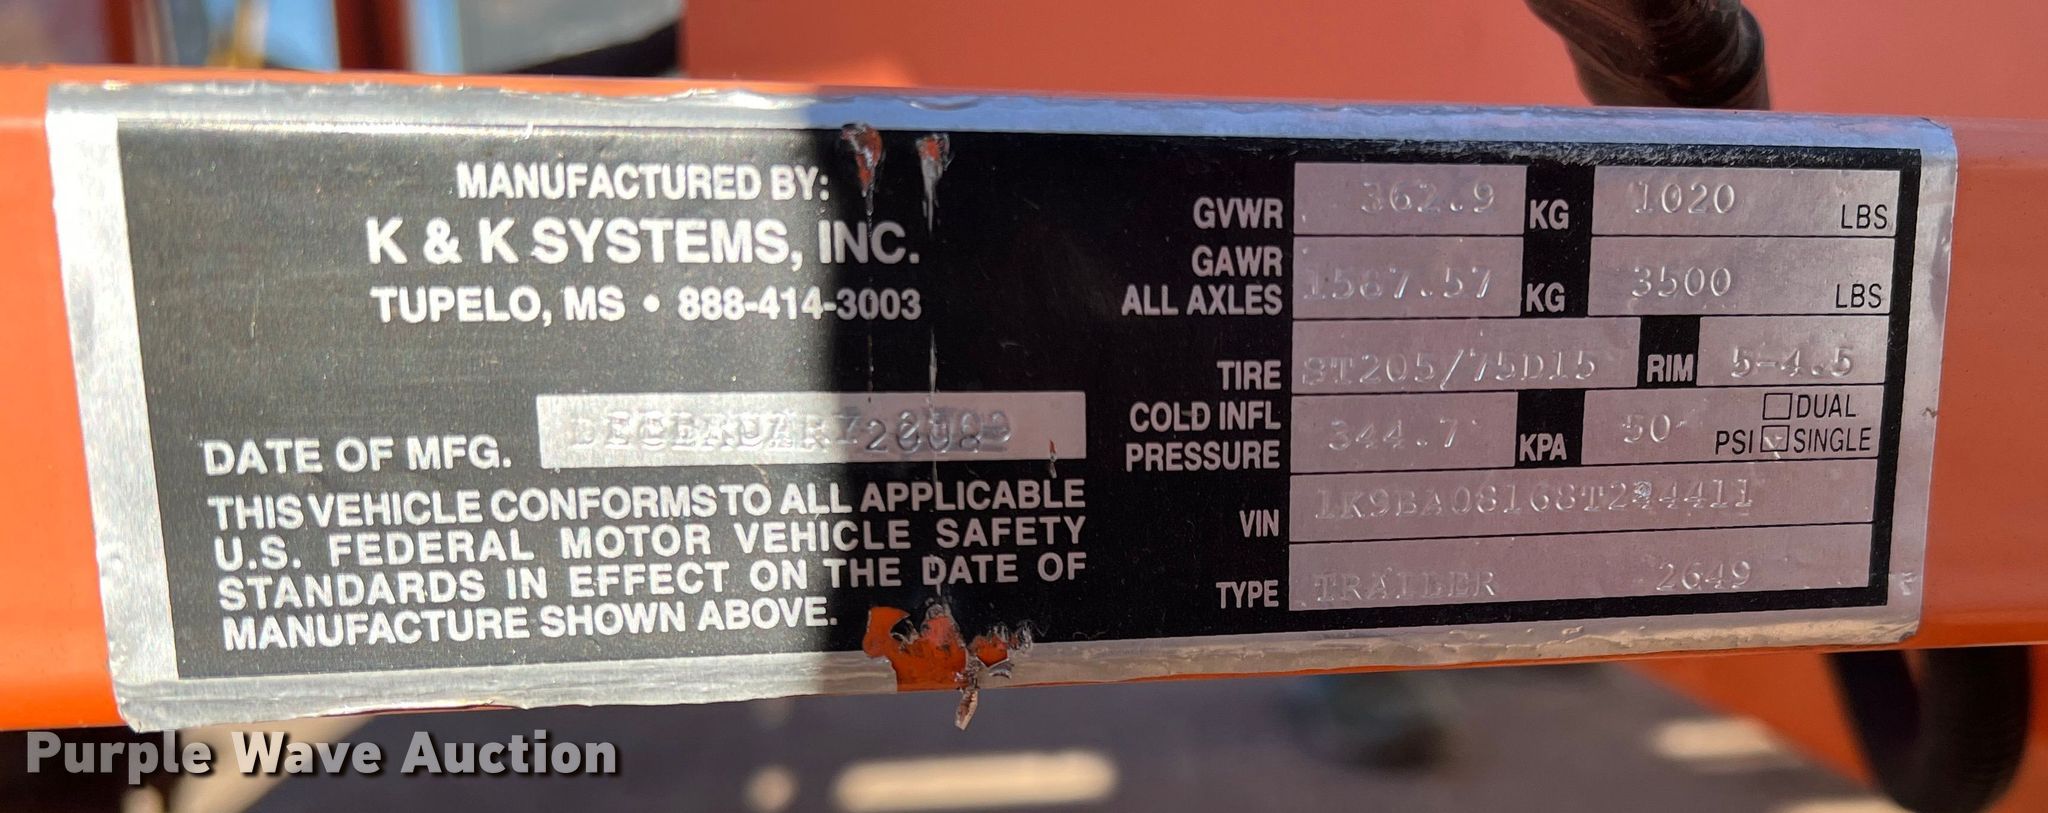 MANUFACTURED BY:
K & K SYSTEMS, INC.
TUPELO, MS • 888-414-3003
DATE OF MFG.
THIS VEHICLE CONFORMS TO ALL APPLICABLE
U.S. FEDERAL MOTOR VEHICLE SAFETY
STANDARDS IN EFFECT ON THE DATE OF
MANUFACTURE SHOWN ABOVE.
GVWR 362.9 KG 1020 LBS
GAWR
ALL AXLES 1587.57 KG 3500 LBS
TIRE ST205/75D15 RIM 5-4.5
COLD INFL
PRESSURE 344.7 KPA 50 PSI
DUAL
SINGLE
VIN
TYPE TRAILER 2649
Purple Wave Auction